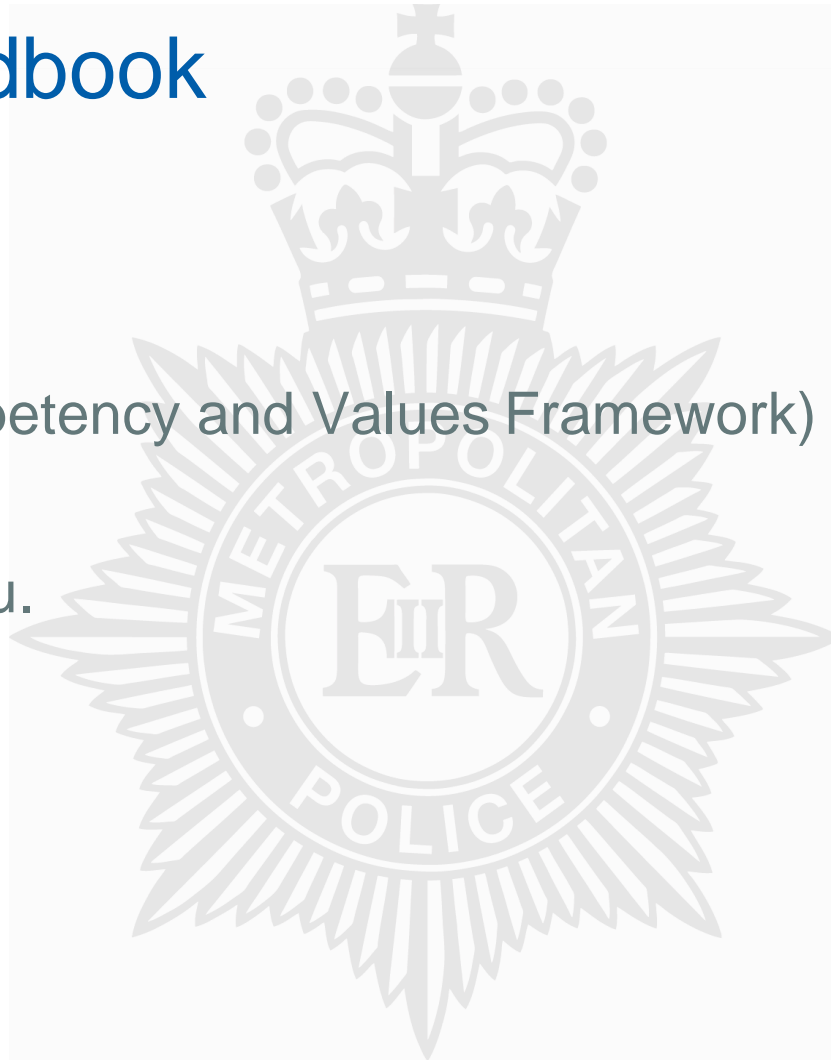 dbook
petency and Values Framework)
u.
METROPOLITAN
EIIR
POLICE